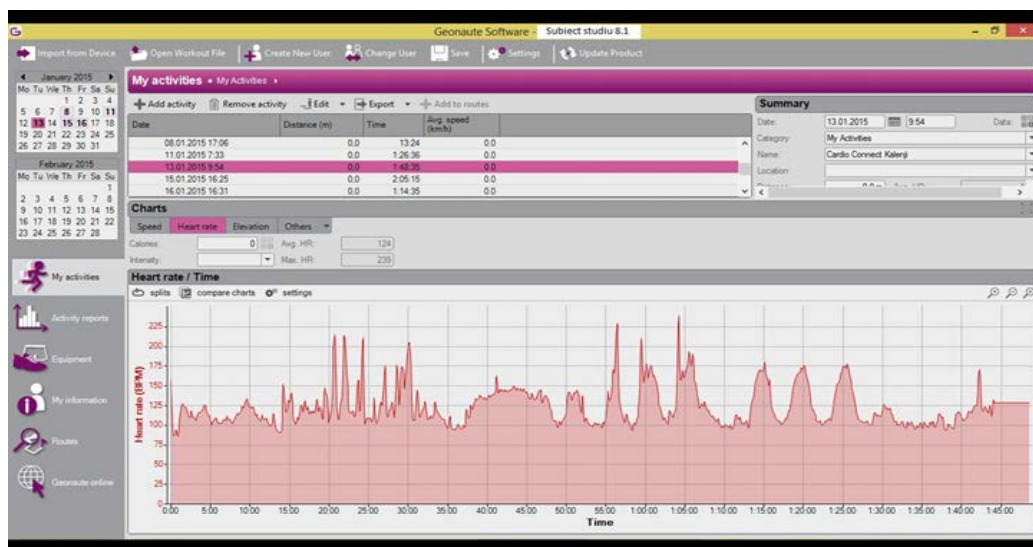 Geonaute Software - Subiect studiu 8.1
Import from Device Open Workout File Create New User Change User Save Settings Update Product
January 2015
Mo Tu We Th Fr Sa Su
1 2 3 4
5 6 7 8 9 10 11
12 13 14 15 16 17 18
19 20 21 22 23 24 25
26 27 28 29 30 31
February 2015
Mo Tu We Th Fr Sa Su
1
2 3 4 5 6 7 8
9 10 11 12 13 14 15
16 17 18 19 20 21 22
23 24 25 26 27 28
My activities
Activity reports
Equipment
My information
Routes
Geonaute online
My activities • My Activities
Add activity Remove activity Edit Export Add to routes
Date Distance (m) Time Avg. speed (km/h)
08.01.2015 17:06 0,0 13:24 0.0
11.01.2015 7:33 0,0 1:26:36 0.0
13.01.2015 9:54 0,0 1:48:35 0.0
15.01.2015 16:25 0,0 2:05:15 0.0
16.01.2015 16:31 0,0 1:14:35 0.0
Summary
Date: 13.01.2015 9:54 Data:
Category: My Activities
Name: Cardio Connect Kalenji
Location:
Charts
Speed Heart rate Elevation Others
Calories: 0 Avg. HR: 124
Intensity: Max. HR: 239
Heart rate / Time
splits compare charts settings
Heart rate (BPM)
225
200
175
150
125
100
75
50
25
0
0:00 5:00 10:00 15:00 20:00 25:00 30:00 35:00 40:00 45:00 50:00 55:00 1:00:00 1:05:00 1:10:00 1:15:00 1:20:00 1:25:00 1:30:00 1:35:00 1:40:00 1:45:00
Time